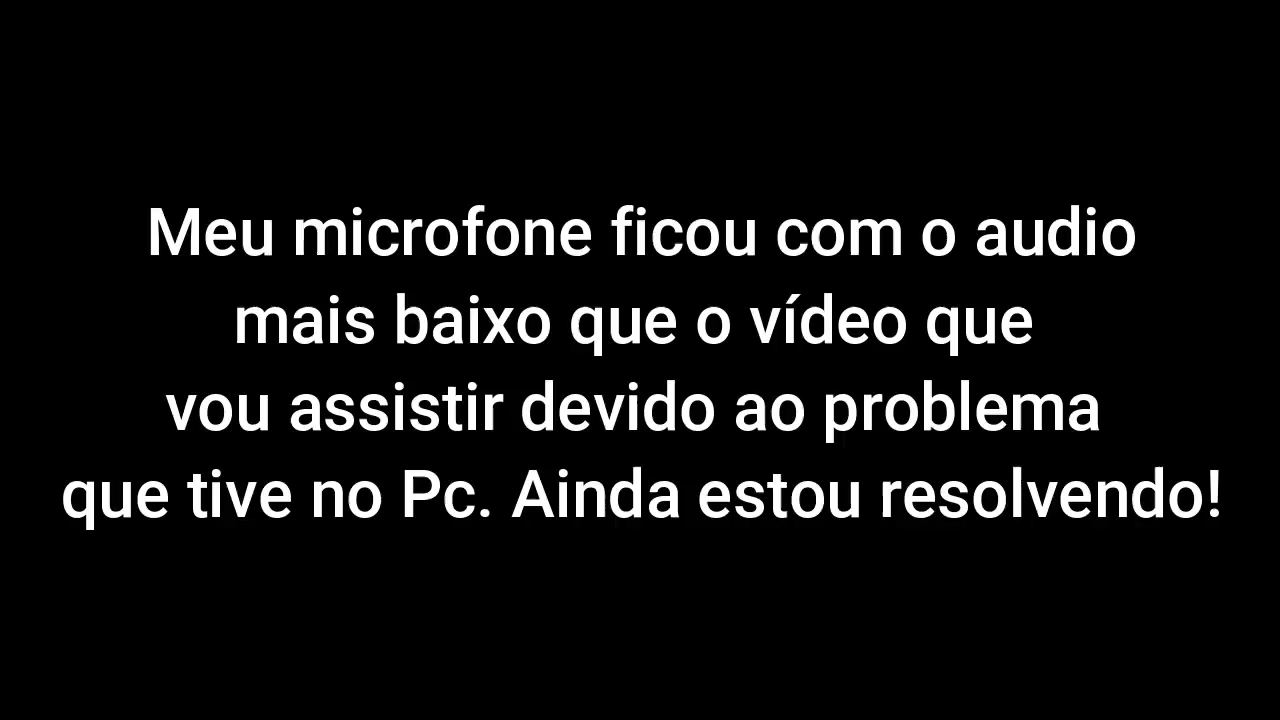 Meu microfone ficou com o audio
mais baixo que o vídeo que
vou assistir devido ao problema
que tive no Pc. Ainda estou resolvendo!